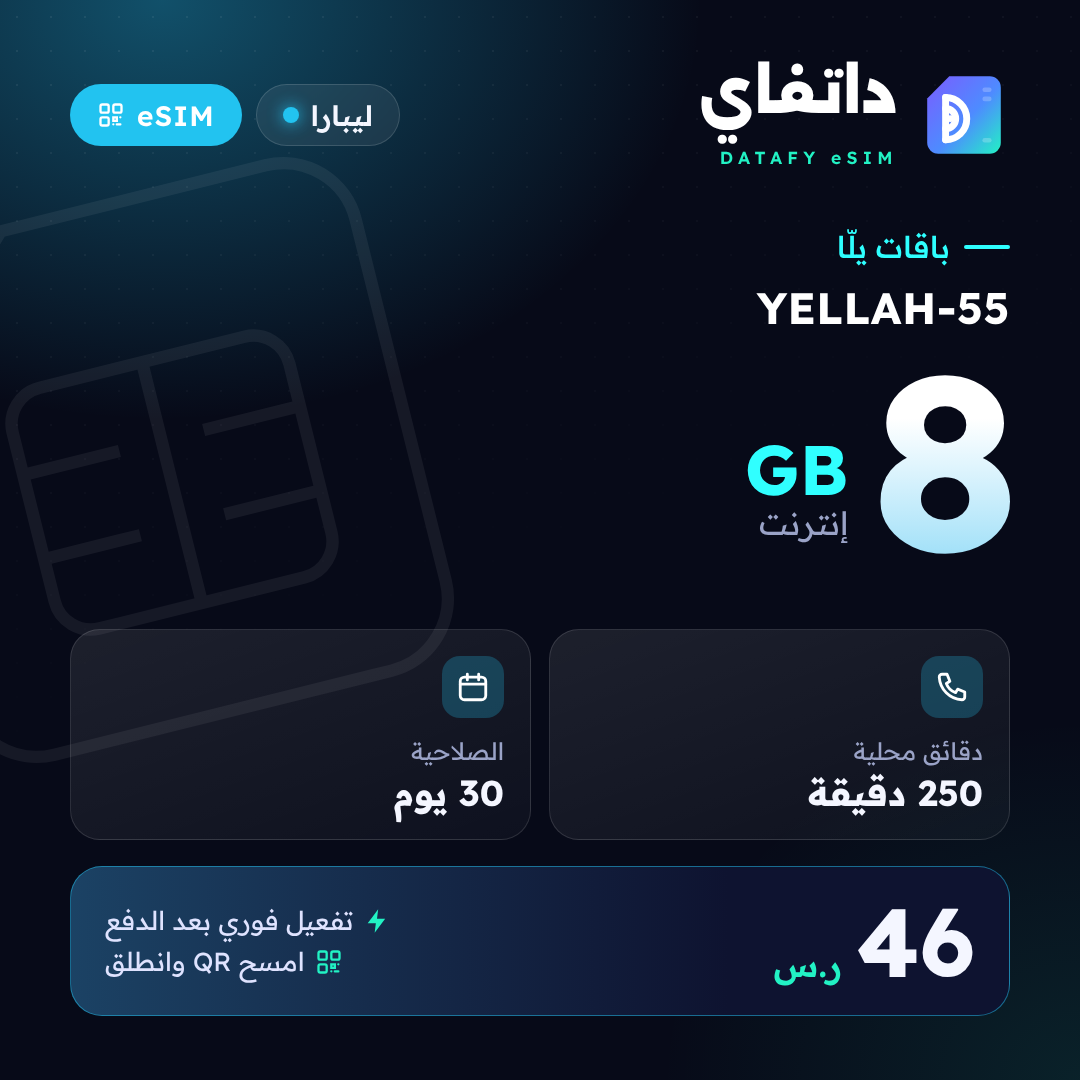 داتفاي
DATAFY eSIM
ليبارا
eSIM
باقات يلّا
YELLAH-55
8
GB
إنترنت
دقائق محلية
250 دقيقة
الصلاحية
30 يوم
46 ر.س
تفعيل فوري بعد الدفع
امسح QR وانطلق